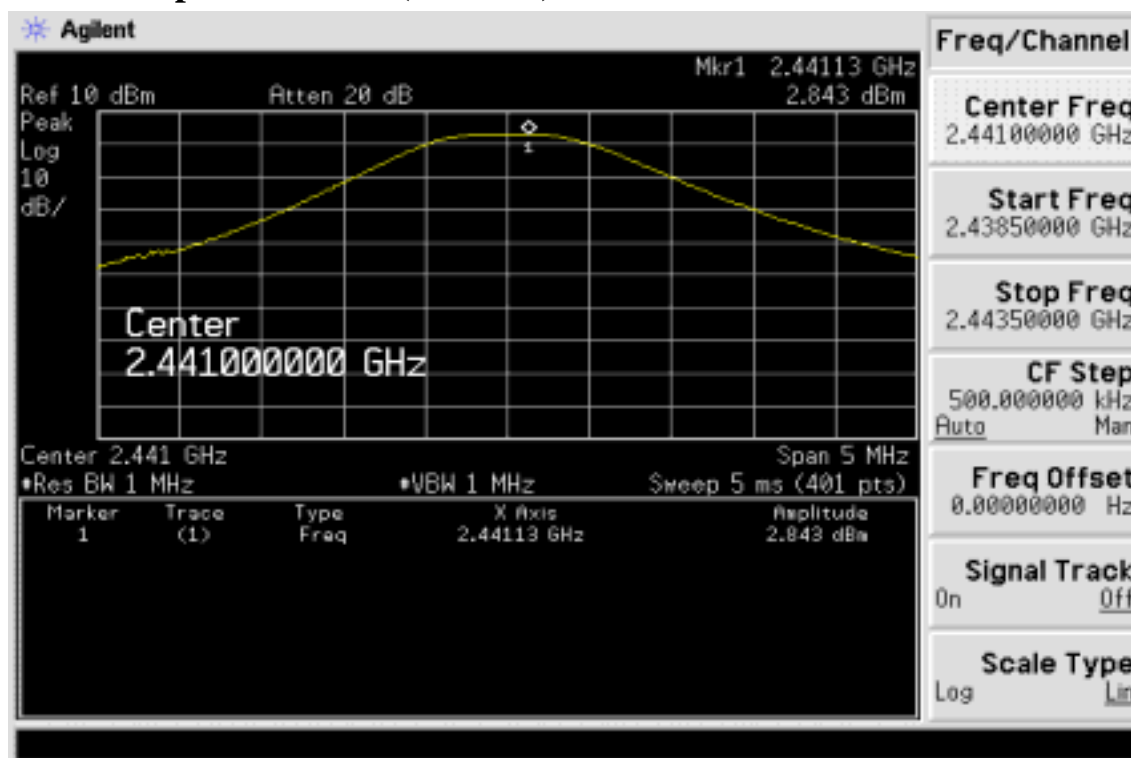 Agilent
Mkr1 2.44113 GHz
Ref 10 dBm Atten 20 dB 2.843 dBm
Peak
Log
10
dB/
1
Center
2.441000000 GHz
Center 2.441 GHz Span 5 MHz
•Res BW 1 MHz •VBW 1 MHz Sweep 5 ms (401 pts)
Marker Trace Type X Axis Amplitude
1 (1) Freq 2.44113 GHz 2.843 dBm
Freq/Channel
Center Freq
2.44100000 GHz
Start Freq
2.43850000 GHz
Stop Freq
2.44350000 GHz
CF Step
500.000000 kHz
Auto Man
Freq Offset
0.00000000 Hz
Signal Track
On Off
Scale Type
Log Lin